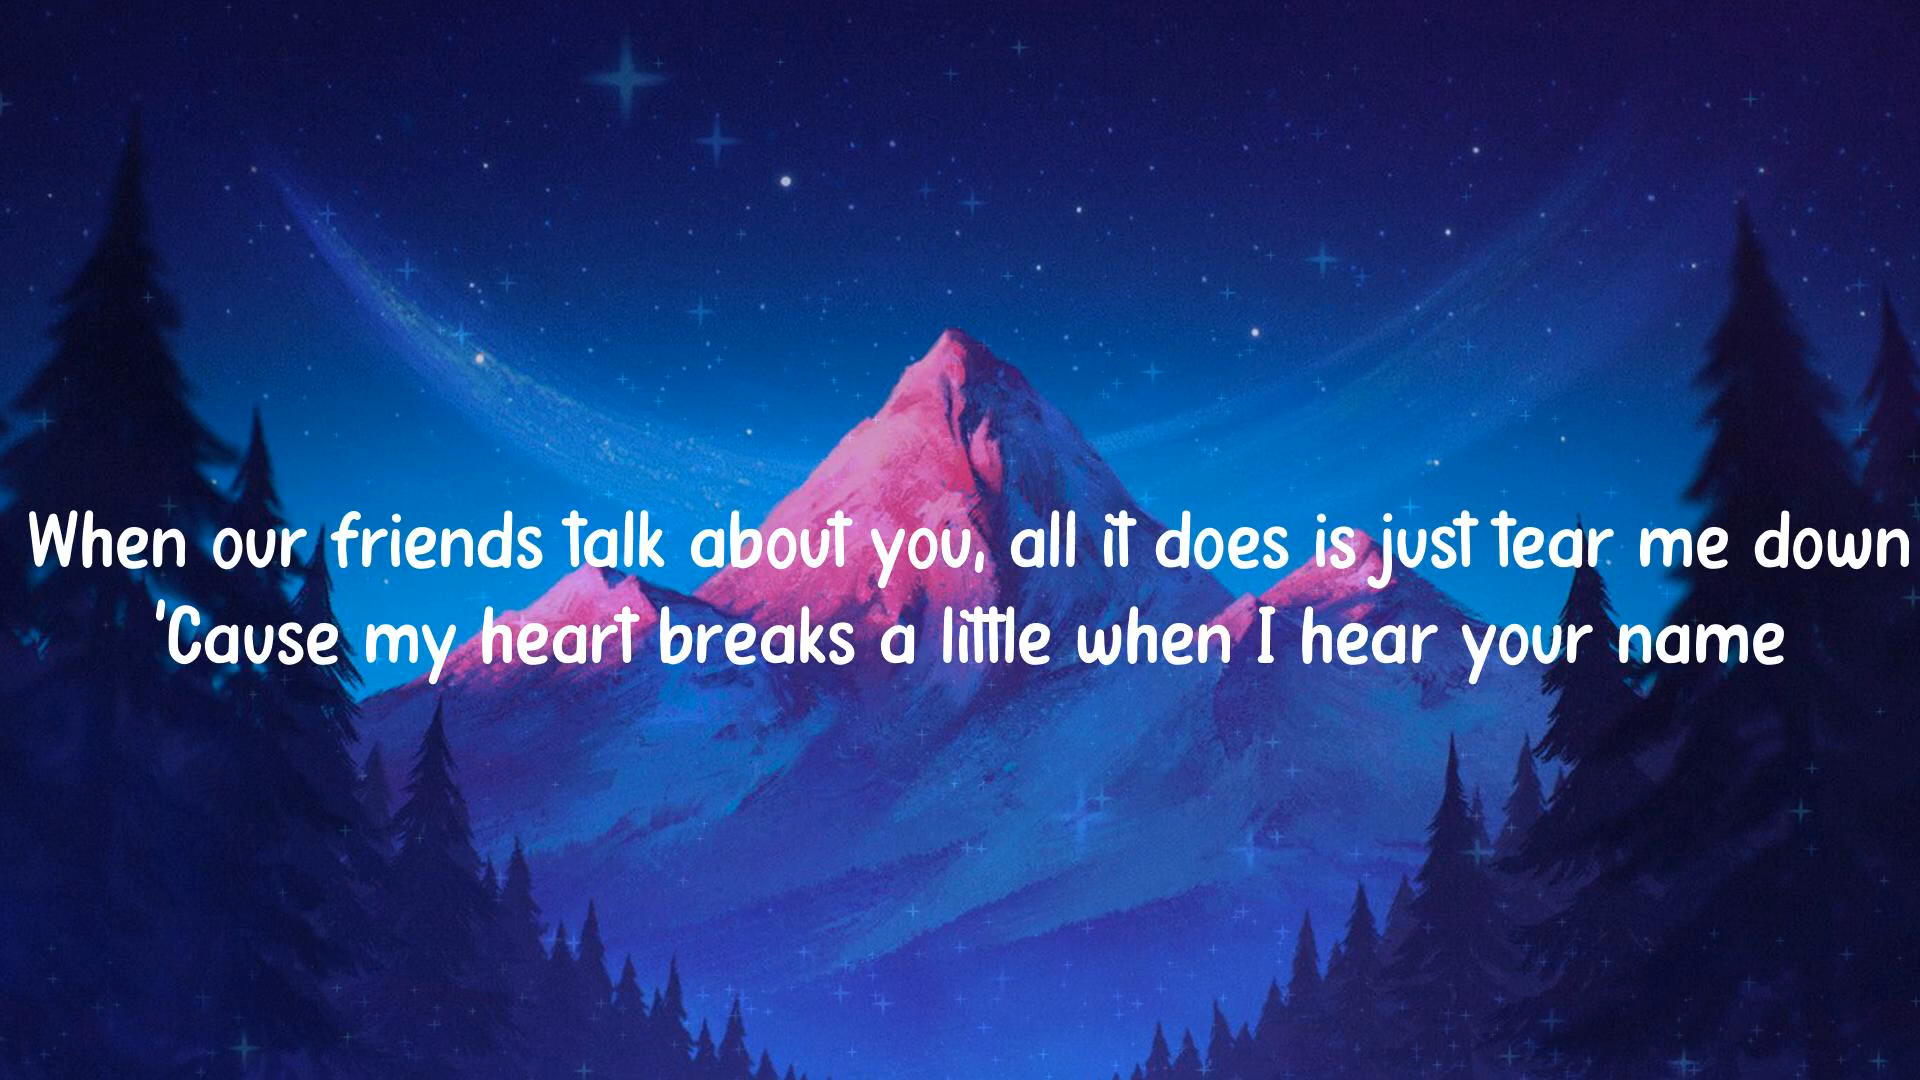 When our friends talk about you, all it does is just tear me down
'Cause my heart breaks a little when I hear your name